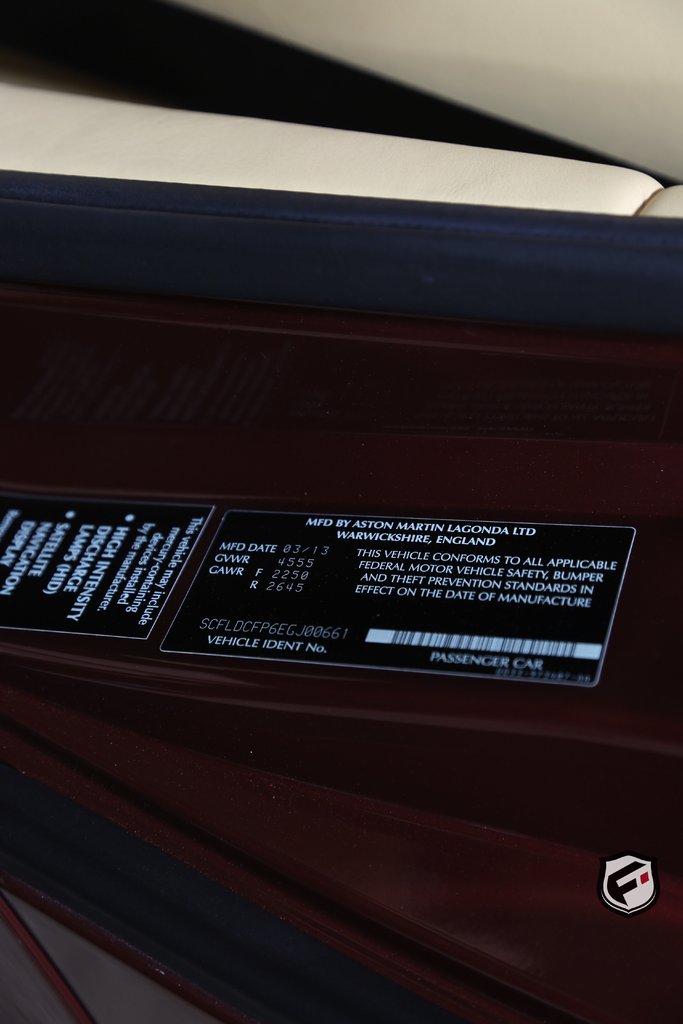 This vehicle may include
mercury-containing
devices installed
by the manufacturer:
• HIGH INTENSITY
DISCHARGE
LAMPS (HID)
• SATELLITE
NAVIGATION
DISPLAY
MFD BY ASTON MARTIN LAGONDA LTD
WARWICKSHIRE, ENGLAND
MFD DATE 03/13
GVWR 4555
GAWR F 2250
R 2645
THIS VEHICLE CONFORMS TO ALL APPLICABLE
FEDERAL MOTOR VEHICLE SAFETY, BUMPER
AND THEFT PREVENTION STANDARDS IN
EFFECT ON THE DATE OF MANUFACTURE
SCFLDCFP6EGJ00661
VEHICLE IDENT No.
PASSENGER CAR
F